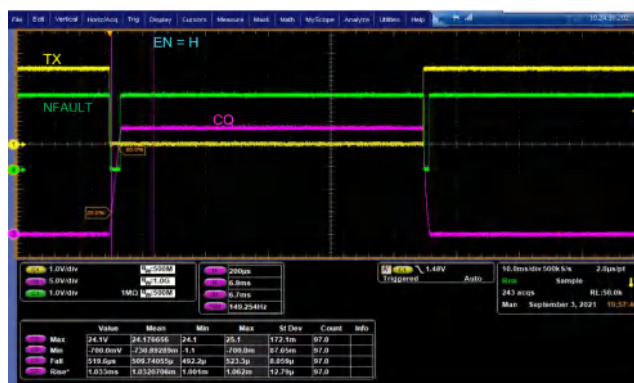 File Edit Vertical Horiz/Acq Trig Display Cursors Measure Mask Math MyScope Analyze Utilities Help
EN = H
TX
NFAULT
CQ
1.0V/div 500M
5.0V/div 1.0G
1.0V/div 1MΩ 500M
200µs
6.9ms
6.7ms
149.254Hz
1.48V
Triggered Auto
10.0ms/div 500kS/s 2.0µs/pt
Sample
243 acqs RL:50.0k
Man September 3, 2021
Value Mean Min Max St Dev Count Info
Max 24.1V 24.176656 24.1 25.1 172.1m 97.0
Min -700.0mV -730.89289m -1.1 -700.0m 87.65m 97.0
Fall 519.6µs 509.74055µ 492.2µ 523.3µ 8.059µ 97.0
Rise* 1.033ms 1.0320706m 1.001m 1.062m 12.79µ 97.0